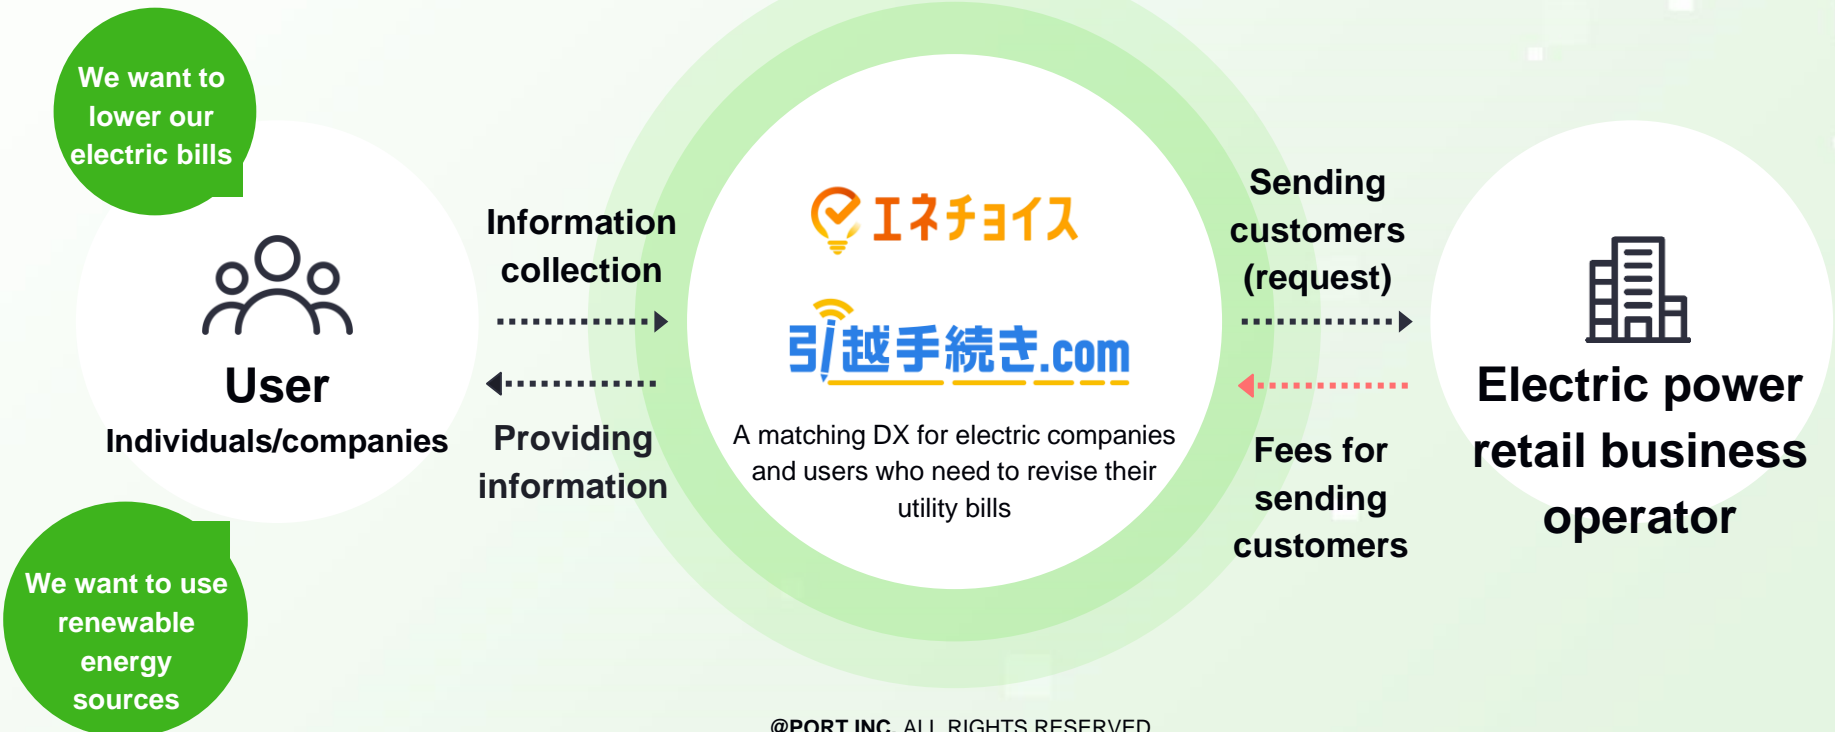 We want to
lower our
electric bills
User
Individuals/companies
We want to use
renewable
energy
sources
Information
collection
Providing
information
エネチョイス
引越手続き.com
A matching DX for electric companies
and users who need to revise their
utility bills
Sending
customers
(request)
Fees for
sending
customers
Electric power
retail business
operator
@PORT INC. ALL RIGHTS RESERVED